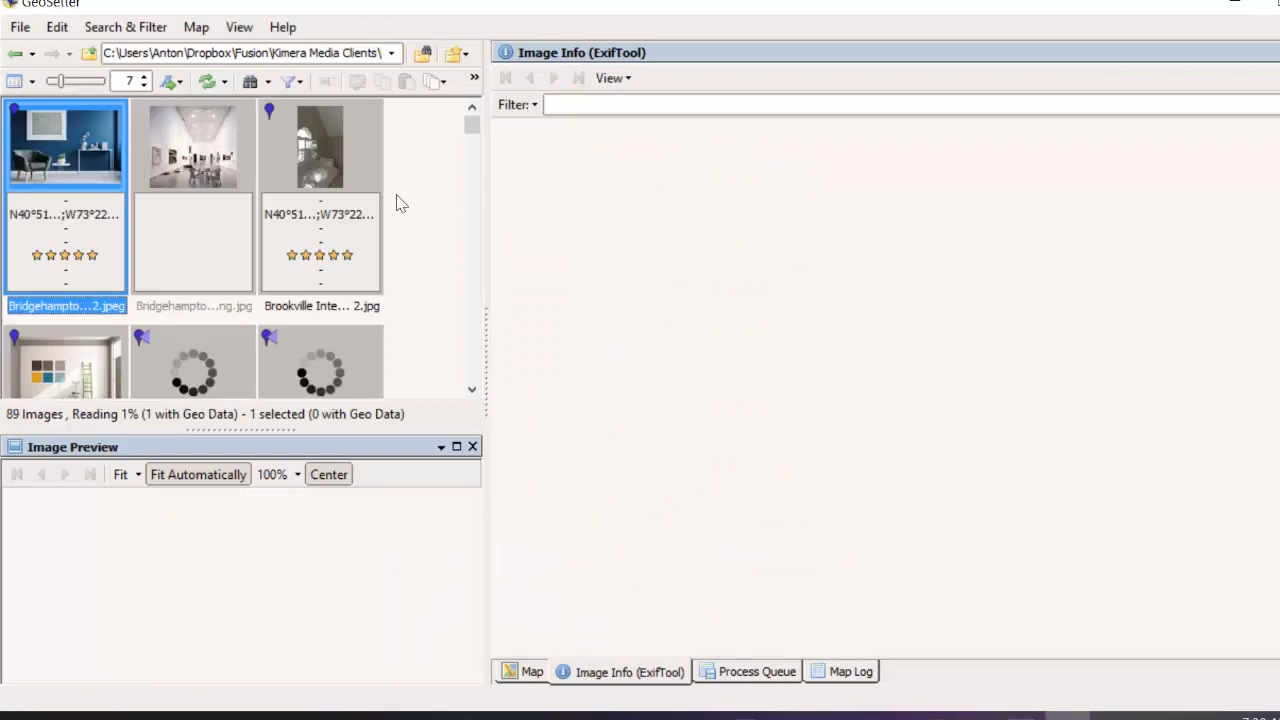 GeoSetter
File Edit Search & Filter Map View Help
C:\Users\Anton\Dropbox\Fusion\Kimera Media Clients\
Image Info (ExifTool)
7
»
View
Filter:
-
N40°51...;W73°22...
-
-
-
Bridgehampto...2.jpeg
Bridgehampto...ng.jpg
-
N40°51...;W73°22...
-
-
-
Brookville Inte... 2.jpg
89 Images , Reading 1% (1 with Geo Data) - 1 selected (0 with Geo Data)
Image Preview
Fit Fit Automatically 100% Center
Map Image Info (ExifTool) Process Queue Map Log